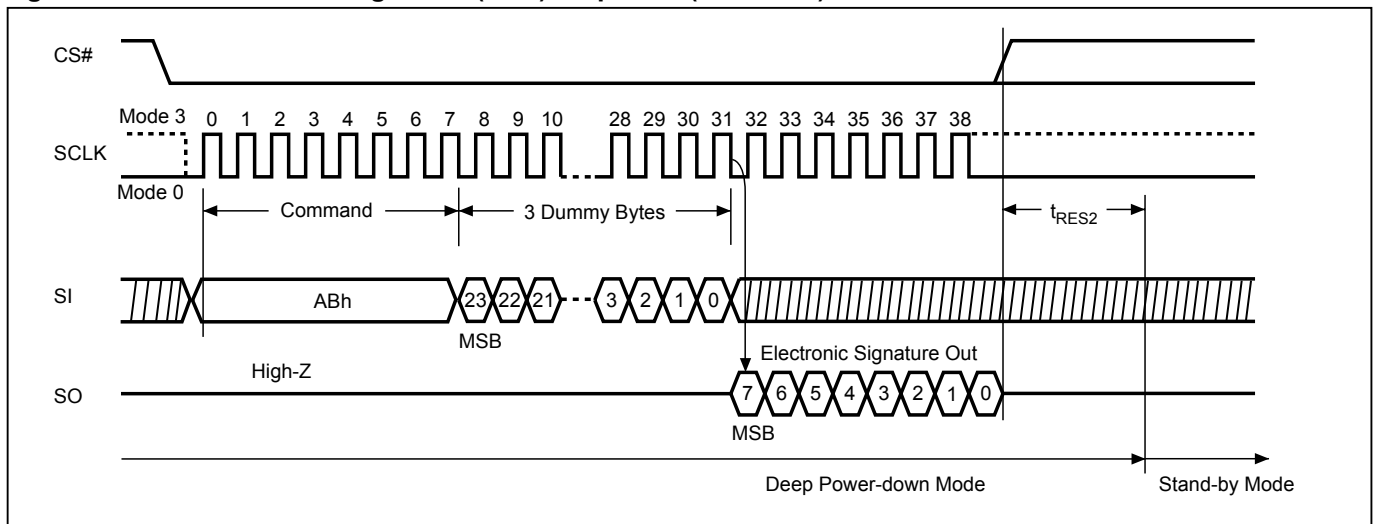 CS#
Mode 3 0 1 2 3 4 5 6 7 8 9 10 28 29 30 31 32 33 34 35 36 37 38
SCLK
Mode 0
Command 3 Dummy Bytes tRES2
SI ABh 23 22 21 3 2 1 0
MSB
High-Z Electronic Signature Out
SO 7 6 5 4 3 2 1 0
MSB
Deep Power-down Mode Stand-by Mode